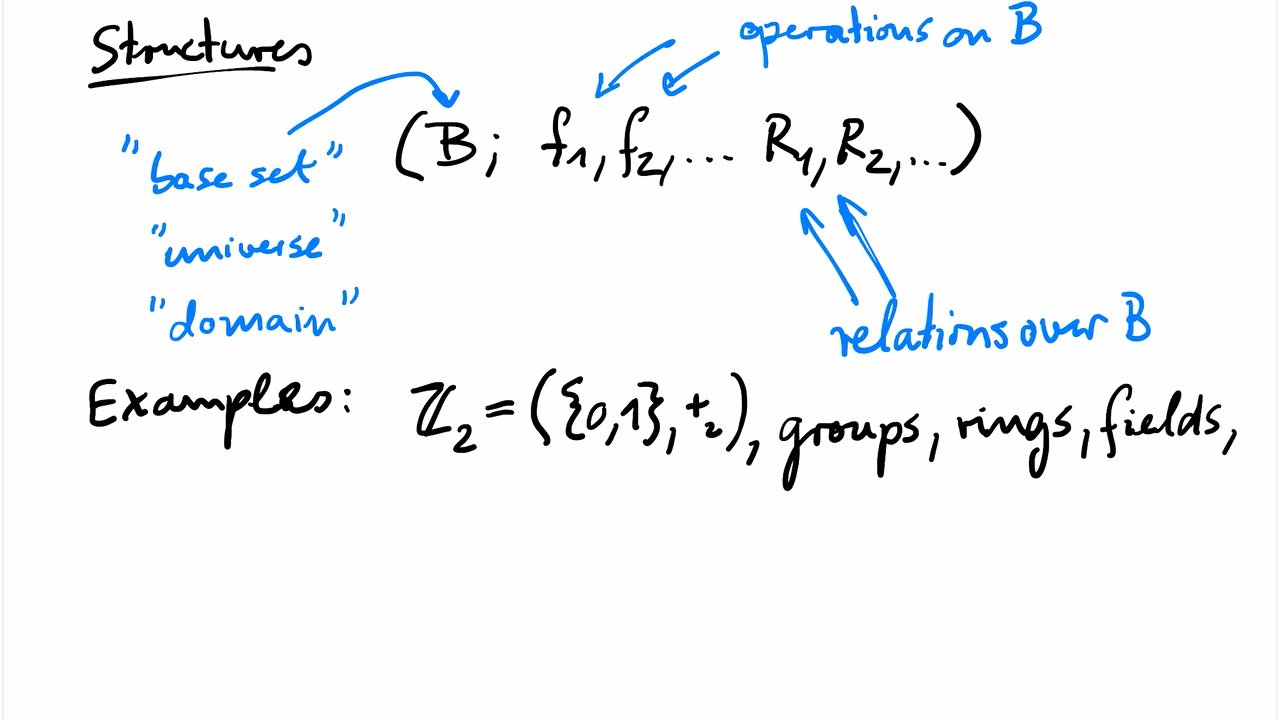 Structures
operations on B
(B; f₁, f₂, ... R₁, R₂, ...)
"base set"
"universe"
"domain"
relations over B
Examples: ℤ₂ = ({0,1}, +₂), groups, rings, fields,